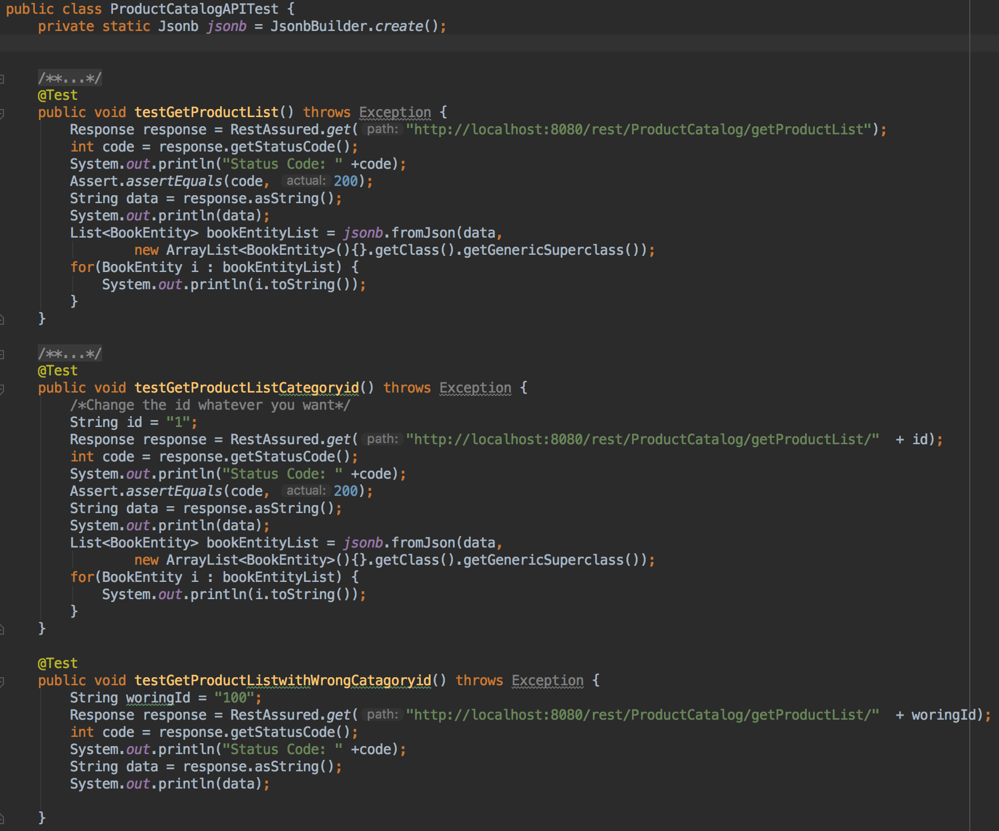 public class ProductCatalogAPITest {
    private static Jsonb jsonb = JsonbBuilder.create();
    /**...*/
    @Test
    public void testGetProductList() throws Exception {
        Response response = RestAssured.get( path: "http://localhost:8080/rest/ProductCatalog/getProductList");
        int code = response.getStatusCode();
        System.out.println("Status Code: " +code);
        Assert.assertEquals(code, actual: 200);
        String data = response.asString();
        System.out.println(data);
        List<BookEntity> bookEntityList = jsonb.fromJson(data,
                new ArrayList<BookEntity>(){}.getClass().getGenericSuperclass());
        for(BookEntity i : bookEntityList) {
            System.out.println(i.toString());
        }
    }
    /**...*/
    @Test
    public void testGetProductListCategoryid() throws Exception {
        /*Change the id whatever you want*/
        String id = "1";
        Response response = RestAssured.get( path: "http://localhost:8080/rest/ProductCatalog/getProductList/"  + id);
        int code = response.getStatusCode();
        System.out.println("Status Code: " +code);
        Assert.assertEquals(code, actual: 200);
        String data = response.asString();
        System.out.println(data);
        List<BookEntity> bookEntityList = jsonb.fromJson(data,
                new ArrayList<BookEntity>(){}.getClass().getGenericSuperclass());
        for(BookEntity i : bookEntityList) {
            System.out.println(i.toString());
        }
    }
    @Test
    public void testGetProductListwithWrongCatagoryid() throws Exception {
        String woringId = "100";
        Response response = RestAssured.get( path: "http://localhost:8080/rest/ProductCatalog/getProductList/"  + woringId);
        int code = response.getStatusCode();
        System.out.println("Status Code: " +code);
        String data = response.asString();
        System.out.println(data);
    }